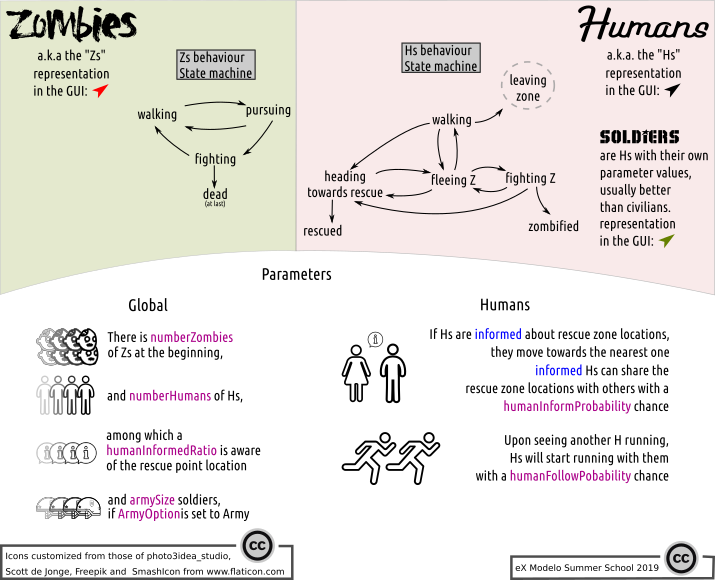 Zombies
a.k.a the "Zs"
representation
in the GUI:
Zs behaviour
State machine
walking
pursuing
fighting
dead
(at last)
Humans
a.k.a. the "Hs"
representation
in the GUI:
Hs behaviour
State machine
leaving
zone
walking
heading
towards rescue
fleeing Z
fighting Z
rescued
zombified
SOLDIERS
are Hs with their own
parameter values,
usually better
than civilians.
representation
in the GUI:
Parameters
Global
There is numberZombies
of Zs at the beginning,
and numberHumans of Hs,
among which a
humanInformedRatio is aware
of the rescue point location
and armySize soldiers,
if ArmyOptionis set to Army
Humans
If Hs are informed about rescue zone locations,
they move towards the nearest one
informed Hs can share the
rescue zone locations with others with a
humanInformProbability chance
Upon seeing another H running,
Hs will start running with them
with a humanFollowPobability chance
cc
Icons customized from those of photo3idea_studio,
Scott de Jonge, Freepik and SmashIcon from www.flaticon.com
cc
eX Modelo Summer School 2019